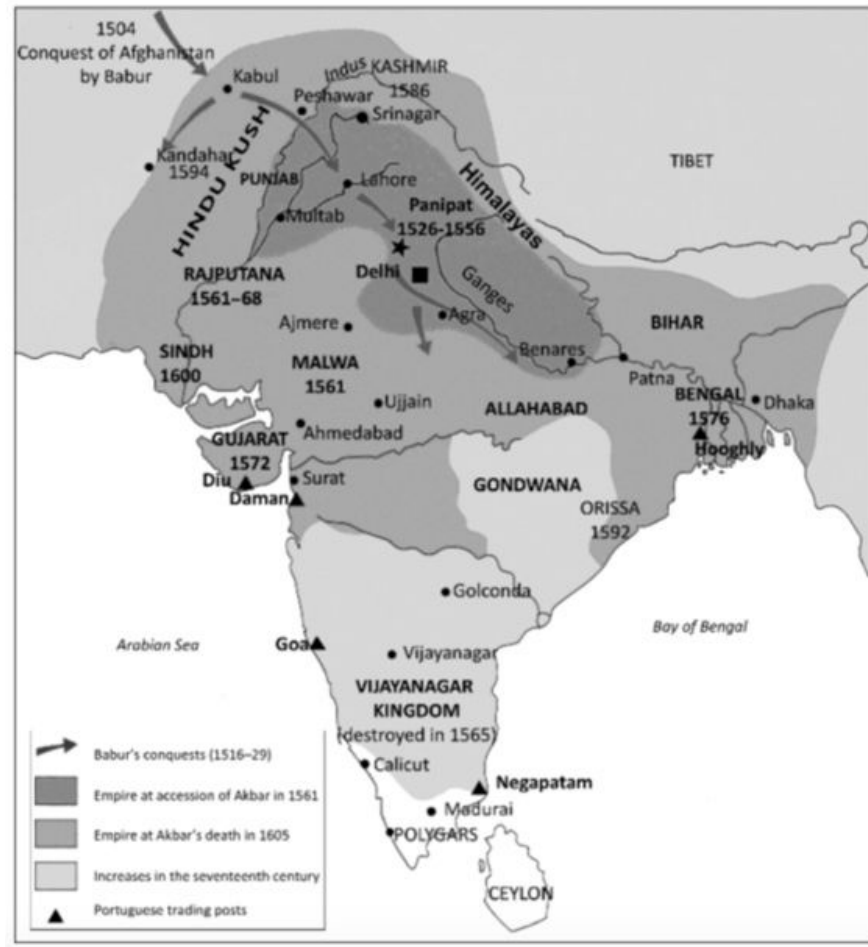 1504
Conquest of Afghanistan
by Babur
Kabul
Indus
KASHMIR
1586
Peshawar
Srinagar
Kandahar
1594
HINDU KUSH
PUNJAB
Lahore
Himalayas
TIBET
Multab
Panipat
1526-1556
Delhi
Ganges
RAJPUTANA
1561–68
Agra
Ajmere
BIHAR
SINDH
1600
MALWA
1561
Benares
Patna
Ujjain
ALLAHABAD
BENGAL
1576
Dhaka
Ahmedabad
GUJARAT
1572
Hooghly
Diu
Surat
Daman
GONDWANA
ORISSA
1592
Golconda
Arabian Sea
Goa
Vijayanagar
Bay of Bengal
VIJAYANAGAR
KINGDOM
(destroyed in 1565)
Calicut
Negapatam
Madurai
POLYGARS
CEYLON
Babur's conquests (1516–29)
Empire at accession of Akbar in 1561
Empire at Akbar's death in 1605
Increases in the seventeenth century
Portuguese trading posts